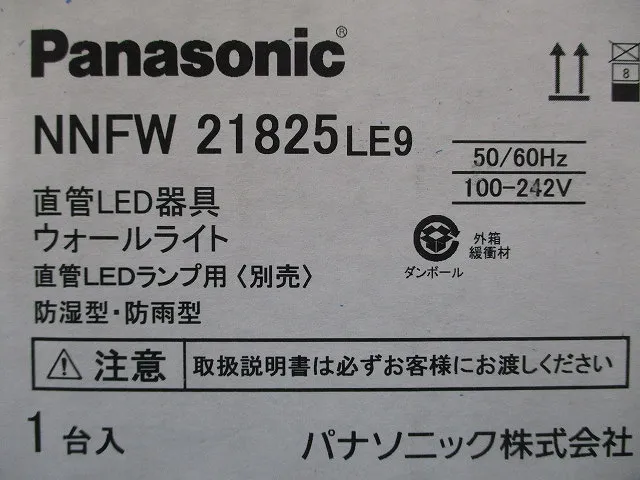 Panasonic®
NNFW 21825 LE9
50/60Hz
100-242V
8
直管LED器具
ウォールライト
直管LEDランプ用〈別売〉
防湿型・防雨型
ダンボール
外箱
緩衝材
注意
取扱説明書は必ずお客様にお渡しください
1台入
パナソニック株式会社